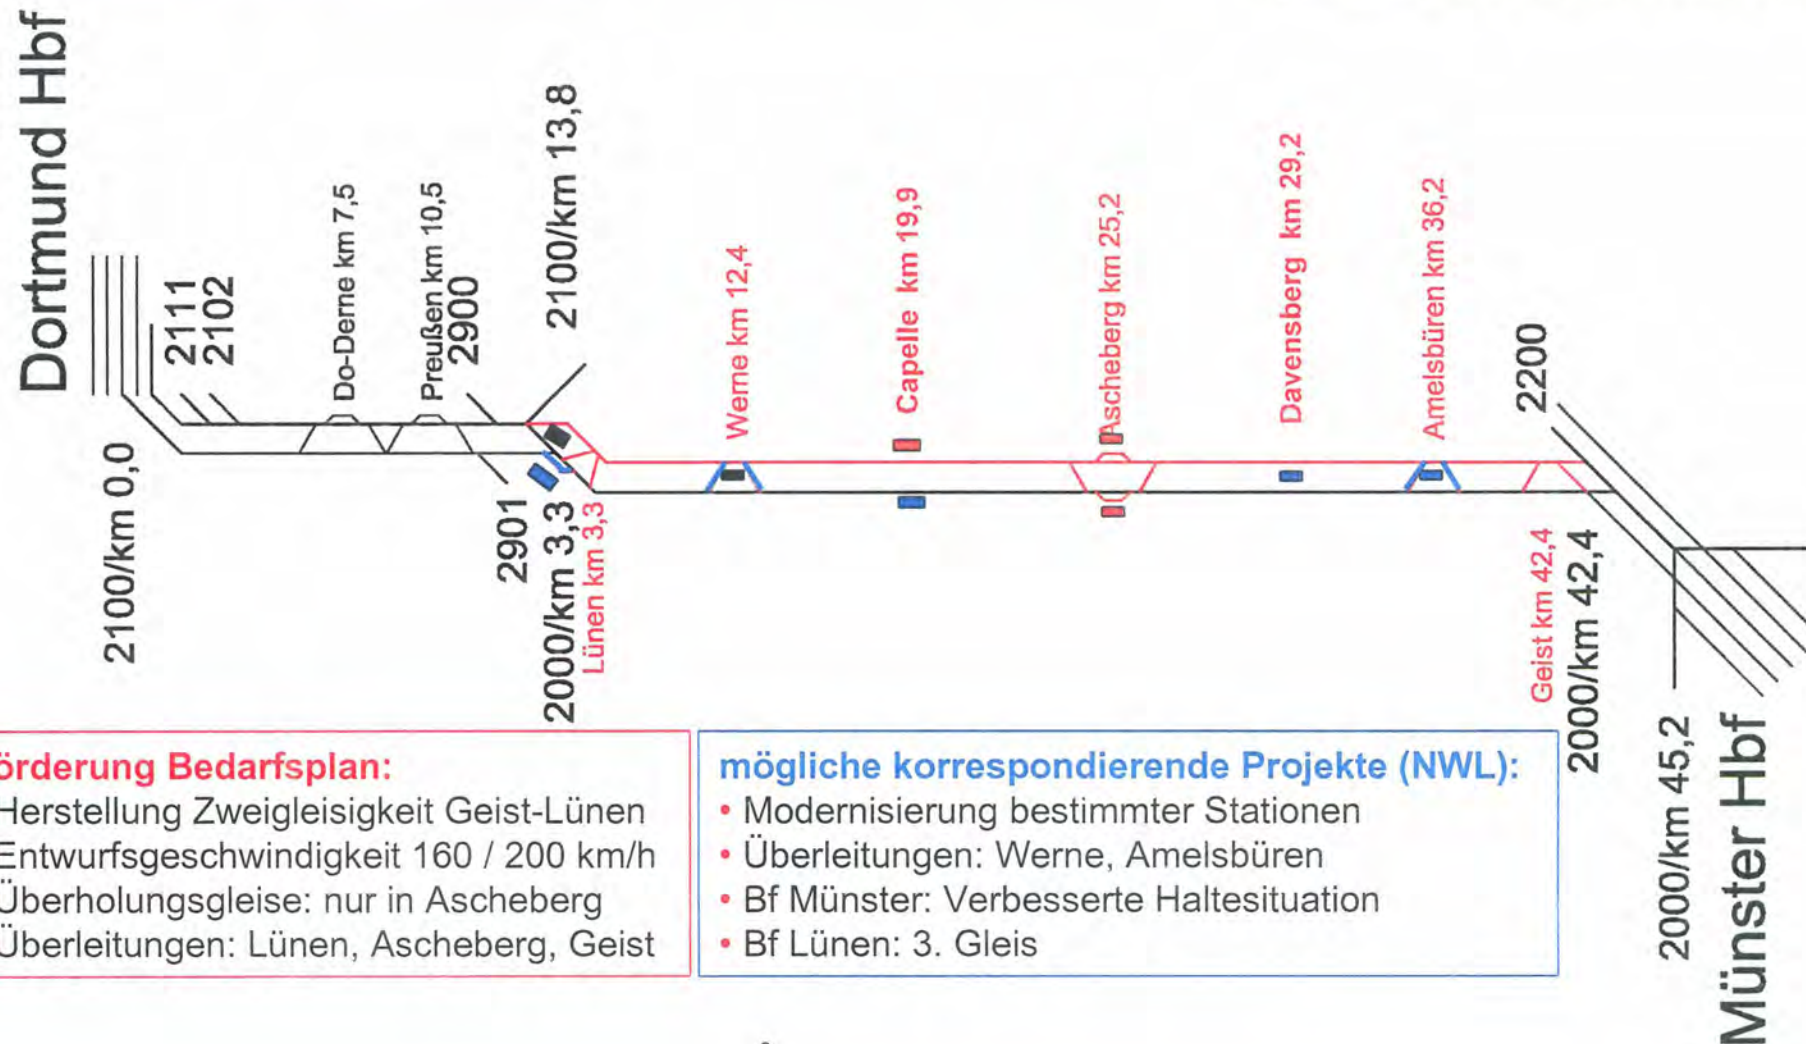 Dortmund Hbf
2100/km 0,0
2111
2102
Do-Derne km 7,5
Preußen km 10,5
2900
2901
2100/km 13,8
2000/km 3,3
Lünen km 3,3
Werne km 12,4
Capelle km 19,9
Ascheberg km 25,2
Davensberg km 29,2
Amelsbüren km 36,2
2200
Geist km 42,4
2000/km 42,4
2000/km 45,2
Münster Hbf
örderung Bedarfsplan:
Herstellung Zweigleisigkeit Geist-Lünen
Entwurfsgeschwindigkeit 160 / 200 km/h
Überholungsgleise: nur in Ascheberg
Überleitungen: Lünen, Ascheberg, Geist
mögliche korrespondierende Projekte (NWL):
• Modernisierung bestimmter Stationen
• Überleitungen: Werne, Amelsbüren
• Bf Münster: Verbesserte Haltesituation
• Bf Lünen: 3. Gleis